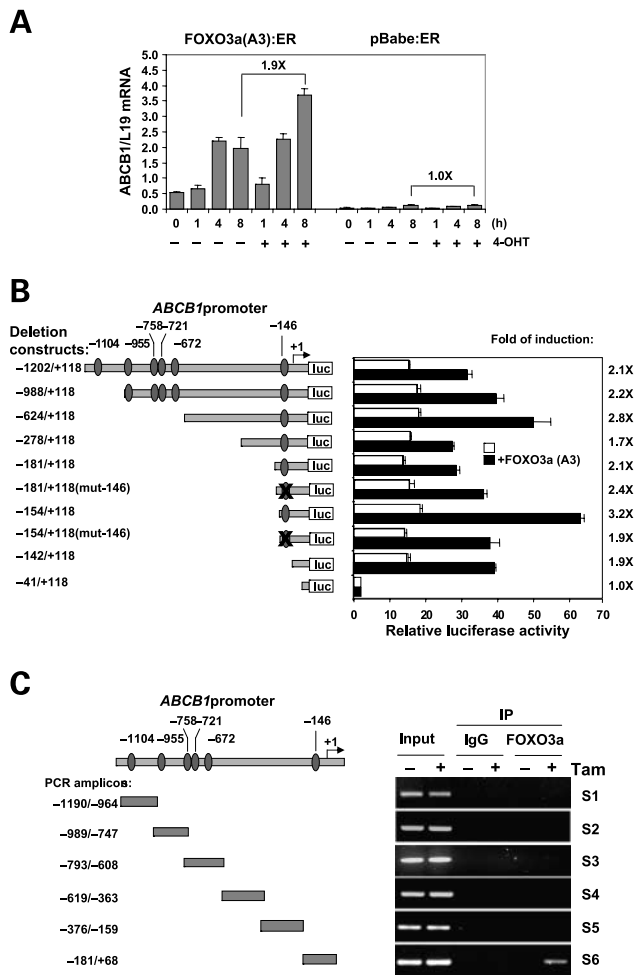 A
FOXO3a(A3):ER pBabe:ER
ABCB1/L19 mRNA
5.0
4.5
4.0
3.5
3.0
2.5
2.0
1.5
1.0
0.5
0.0
1.9X
1.0X
0 1 4 8 1 4 8 0 1 4 8 1 4 8 (h)
– – – – + + + – – – – + + + 4-OHT
B
ABCB1promoter
Deletion constructs:
–758 –721
–1104 –955 –672
–146
+1
Fold of induction:
–1202/+118 luc 2.1X
–988/+118 luc 2.2X
–624/+118 luc 2.8X
–278/+118 luc 1.7X
–181/+118 luc 2.1X
–181/+118(mut-146) X luc 2.4X
–154/+118 luc 3.2X
–154/+118(mut-146) X luc 1.9X
–142/+118 luc 1.9X
–41/+118 luc 1.0X
+FOXO3a (A3)
0 10 20 30 40 50 60 70
Relative luciferase activity
C
ABCB1promoter
–758 –721
–1104 –955 –672
–146
+1
PCR amplicons:
–1190/–964
–989/–747
–793/–608
–619/–363
–376/–159
–181/+68
IP
Input IgG FOXO3a
– + – + – + Tam
S1
S2
S3
S4
S5
S6